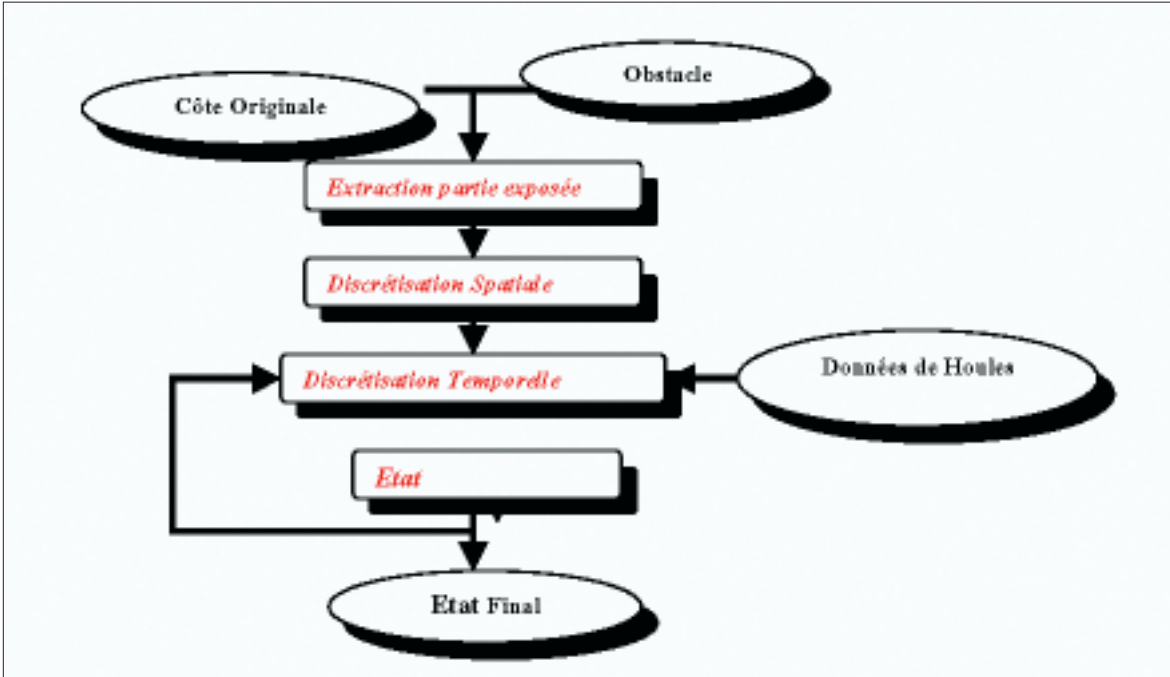 Obstacle
Côte Originale
Extraction partie exposée
Discrétisation Spatiale
Discrétisation Temporelle
Données de Houles
Etat
Etat Final